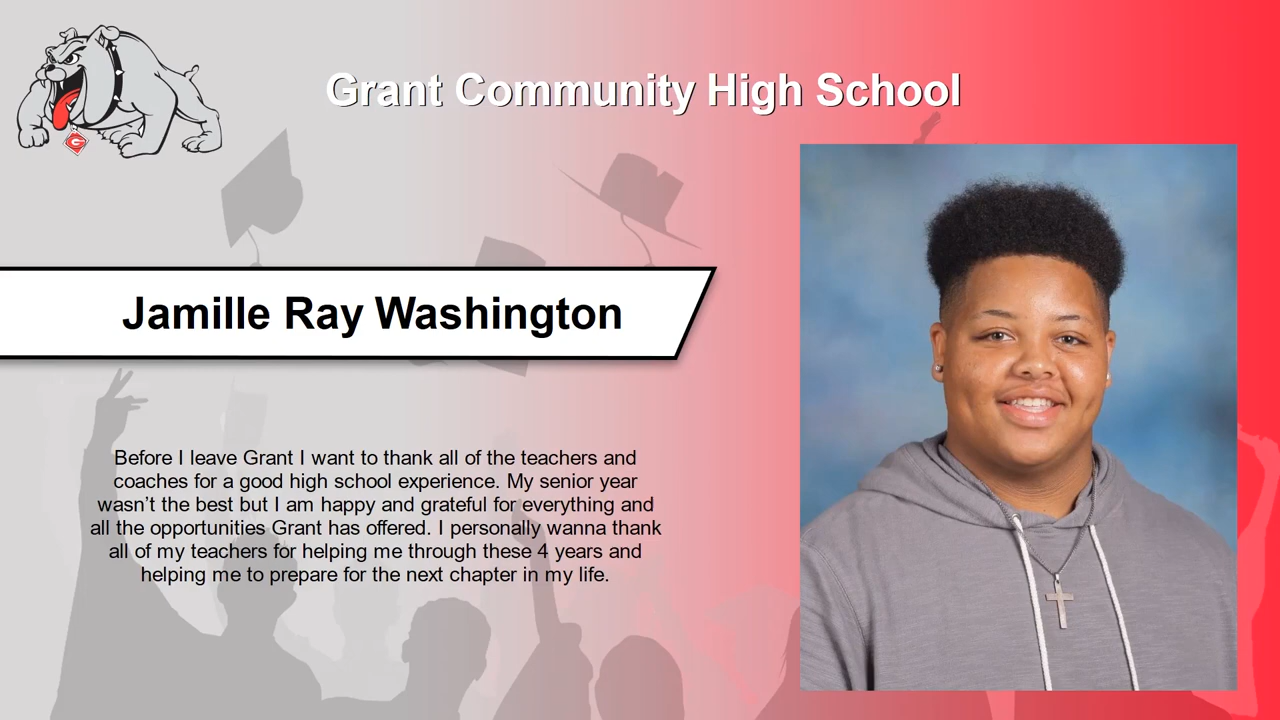 Grant Community High School
G
Jamille Ray Washington
Before I leave Grant I want to thank all of the teachers and
coaches for a good high school experience. My senior year
wasn’t the best but I am happy and grateful for everything and
all the opportunities Grant has offered. I personally wanna thank
all of my teachers for helping me through these 4 years and
helping me to prepare for the next chapter in my life.